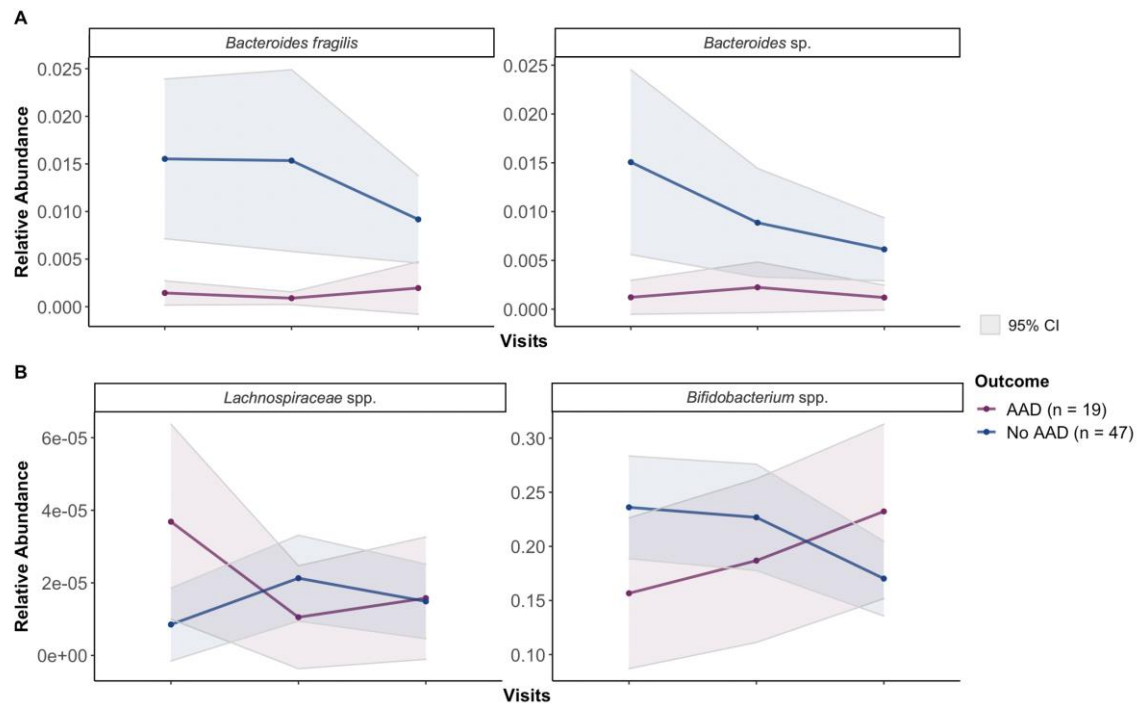 A
Bacteroides fragilis
Bacteroides sp.
Relative Abundance
0.025
0.020
0.015
0.010
0.005
0.000
0.025
0.020
0.015
0.010
0.005
0.000
Visits
95% CI
B
Lachnospiraceae spp.
Bifidobacterium spp.
Relative Abundance
6e-05
4e-05
2e-05
0e+00
0.30
0.25
0.20
0.15
0.10
Visits
Outcome
AAD (n = 19)
No AAD (n = 47)